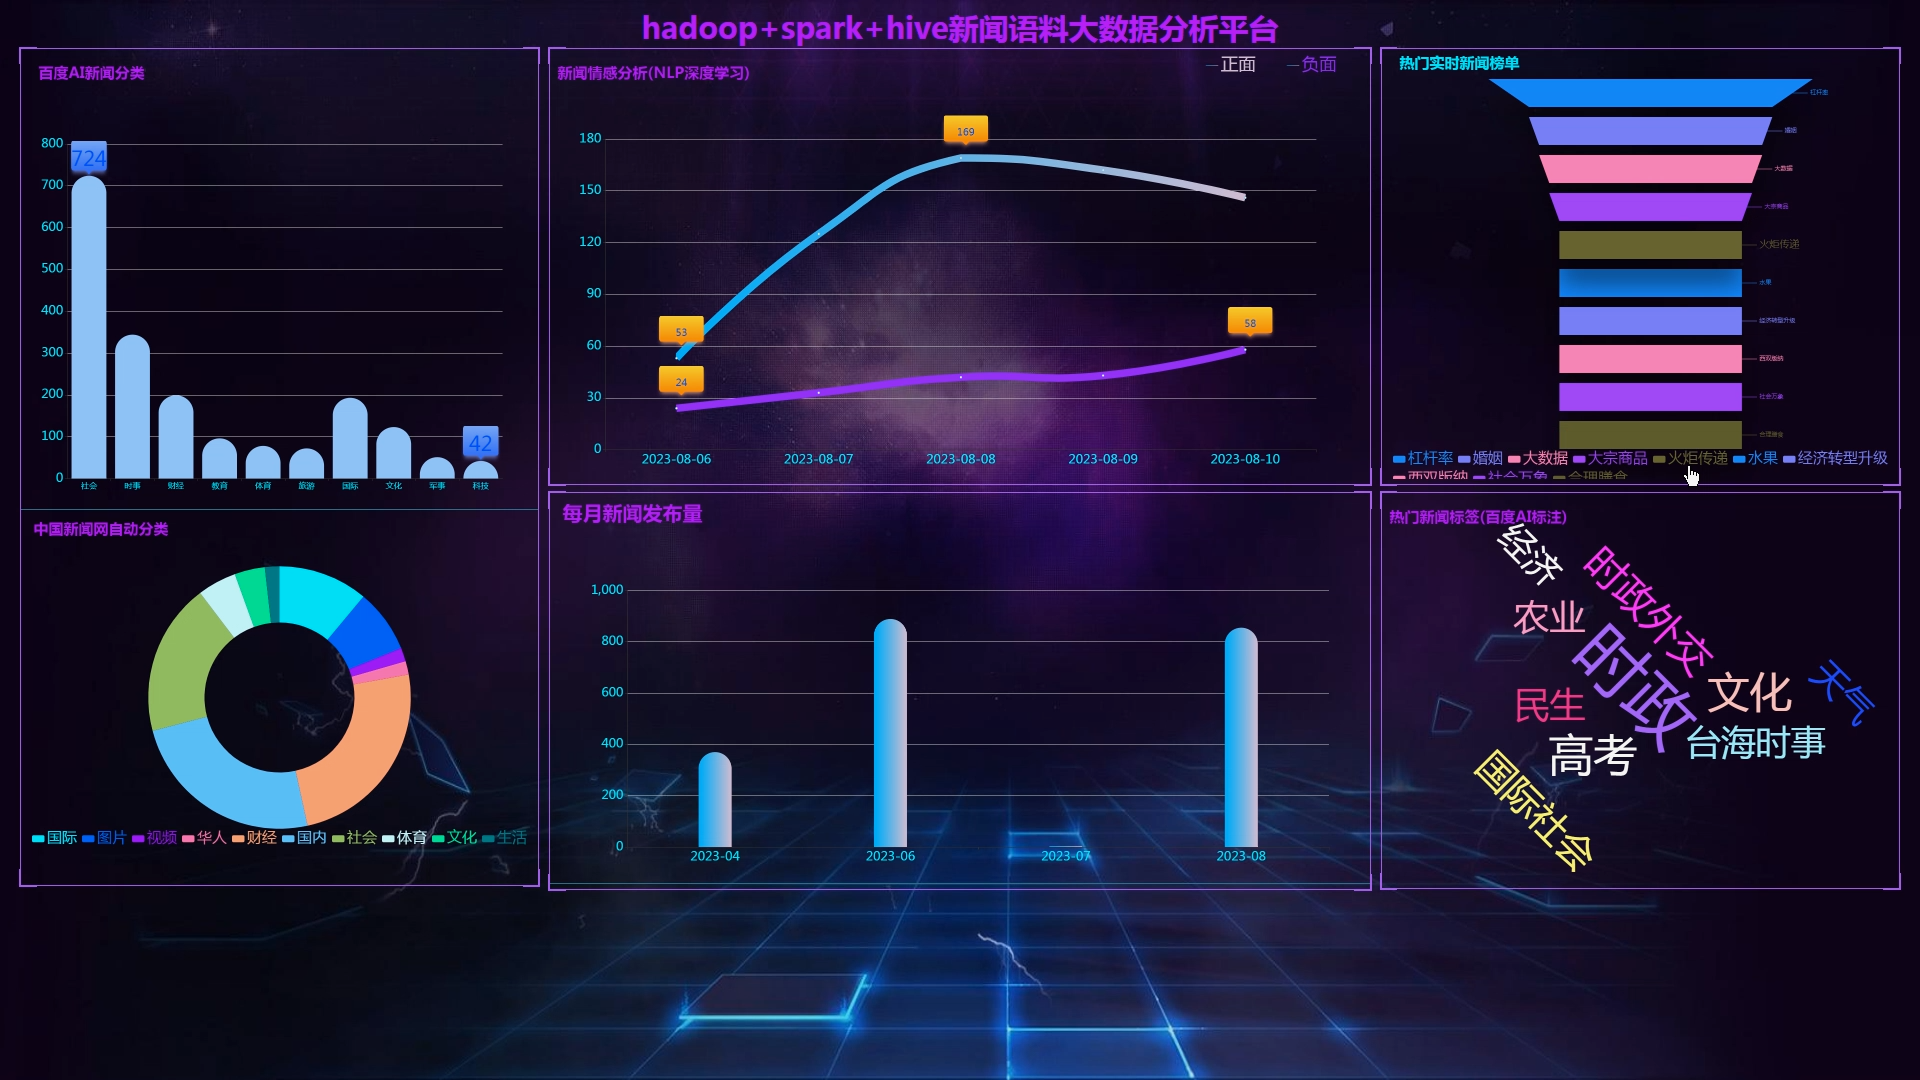 hadoop+spark+hive新闻语料大数据分析平台
百度AI新闻分类
800
700
600
500
400
300
200
100
0
724
42
社会 时事 财经 教育 体育 旅游 国际 文化 军事 科技
中国新闻网自动分类
国际 图片 视频 华人 财经 国内 社会 体育 文化 生活
新闻情感分析(NLP深度学习)
正面 负面
180
150
120
90
60
30
0
169
53
24
58
2023-08-06 2023-08-07 2023-08-08 2023-08-09 2023-08-10
每月新闻发布量
1,000
800
600
400
200
0
2023-04 2023-06 2023-07 2023-08
热门实时新闻榜单
杠杆率
婚姻
大数据
大宗商品
火炬传递
水果
经济转型升级
西双版纳
社会万象
合理膳食
杠杆率 婚姻 大数据 大宗商品 火炬传递 水果 经济转型升级
西双版纳 社会万象 合理膳食
热门新闻标签(百度AI标注)
经济
时政外交
农业
时政
天气
民生
文化
台海时事
高考
国际社会